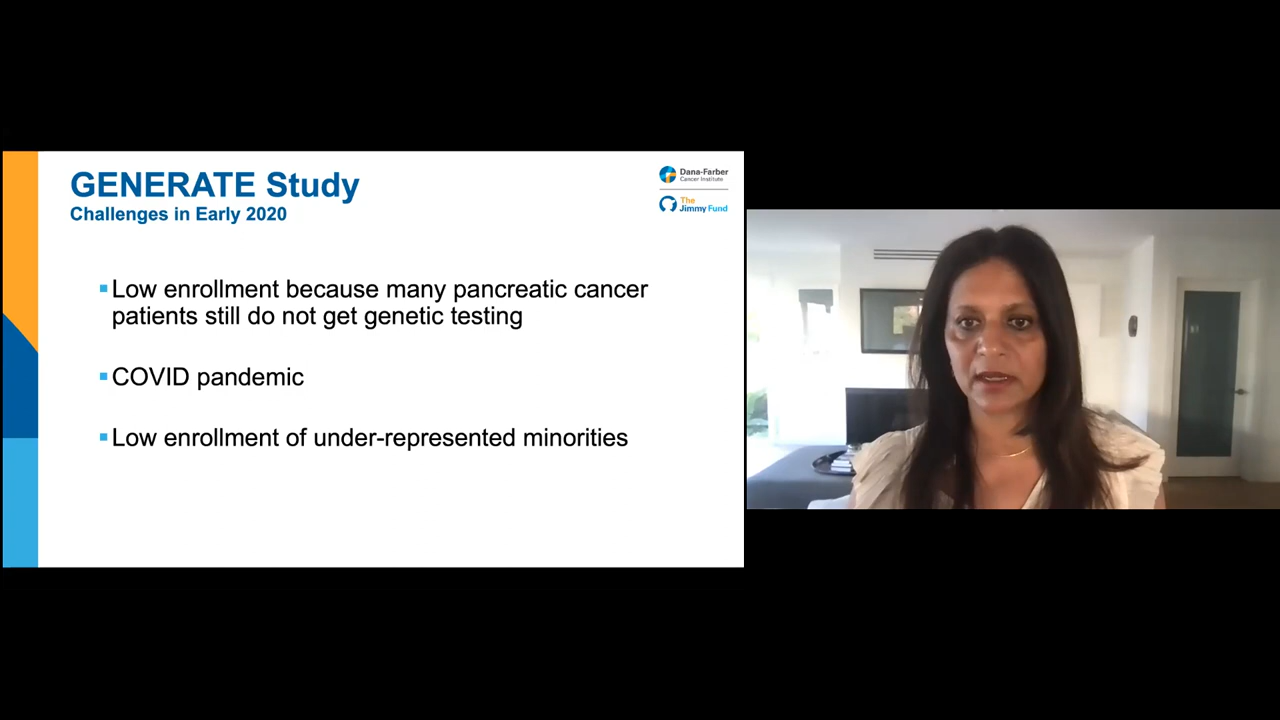 GENERATE Study
Challenges in Early 2020
Dana-Farber
Cancer Institute
The
Jimmy Fund
Low enrollment because many pancreatic cancer
patients still do not get genetic testing
COVID pandemic
Low enrollment of under-represented minorities